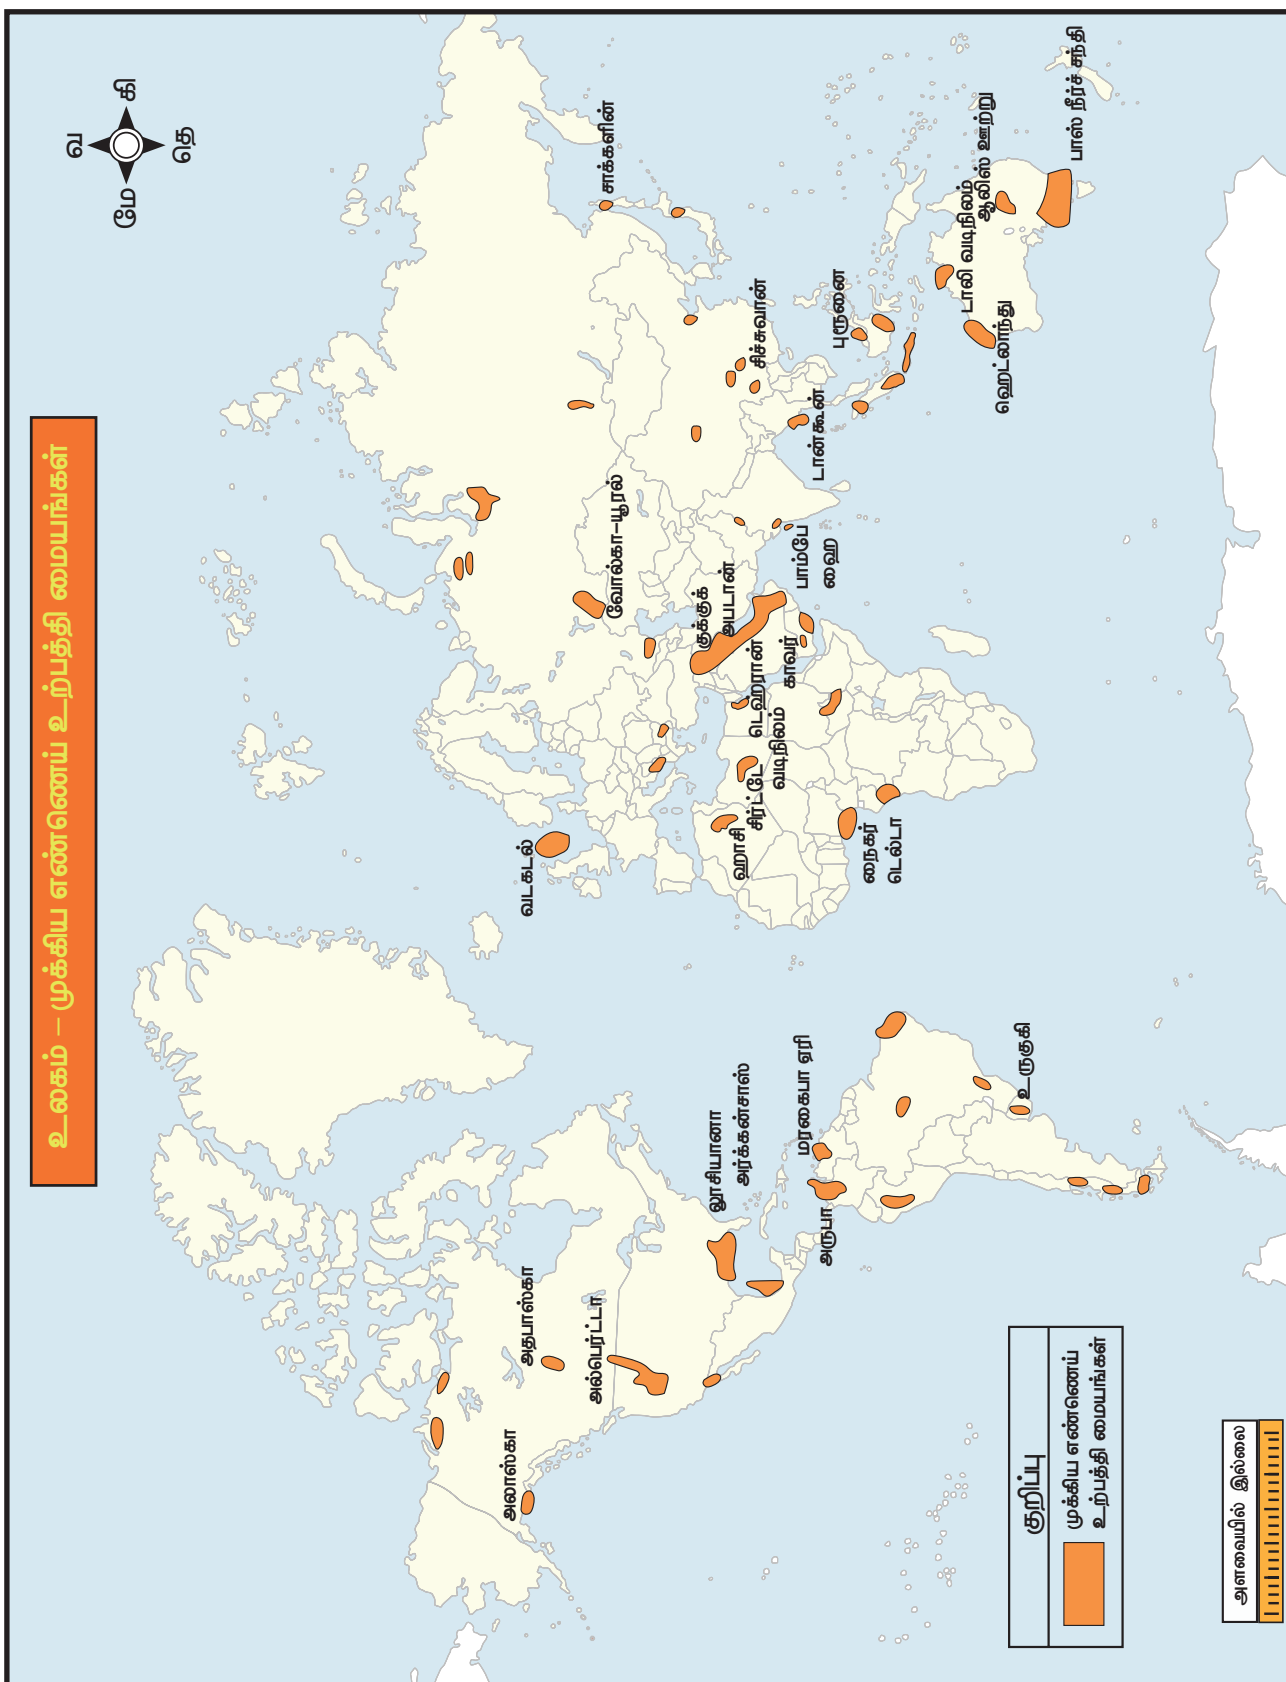 உலகம் – முக்கிய எண்ணெய் உற்பத்தி மையங்கள்
வ
மே
கி
தெ
அலாஸ்கா
அதபாஸ்கா
அல்பெர்ட்டா
லூசியானா
அர்க்கன்சாஸ்
மரகைபா ஏரி
அருபா
உருகுகி
வடகடல்
ஹாசி
சிர்ட்டே
டெஹ்ரான்
வடிநிலம்
காவர்
நைகர்
டெல்டா
குக்குக்
அபடான்
வோல்கா–யூரல்
பாம்பே
ஹை
டான்கூன்
சிச்சுவான்
சாக்களின்
புரூனை
ஹெட்லாந்து
டாலி வடிநிலம்
ஆலிஸ் ஊற்று
பாஸ் நீர்ச் சந்தி
குறிப்பு
முக்கிய எண்ணெய்
உற்பத்தி மையங்கள்
அளவையில் இல்லை